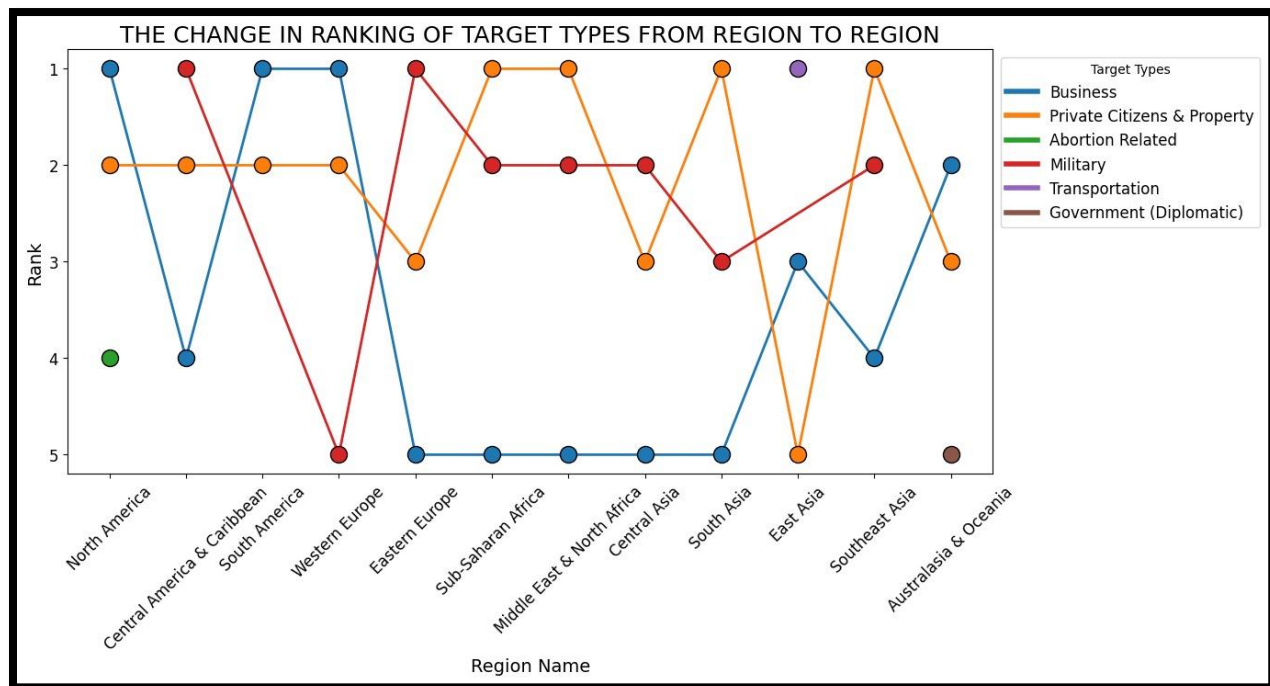 THE CHANGE IN RANKING OF TARGET TYPES FROM REGION TO REGION
Rank
1
2
3
4
5
North America
Central America & Caribbean
South America
Western Europe
Eastern Europe
Sub-Saharan Africa
Middle East & North Africa
Central Asia
South Asia
East Asia
Southeast Asia
Australasia & Oceania
Region Name
Target Types
Business
Private Citizens & Property
Abortion Related
Military
Transportation
Government (Diplomatic)